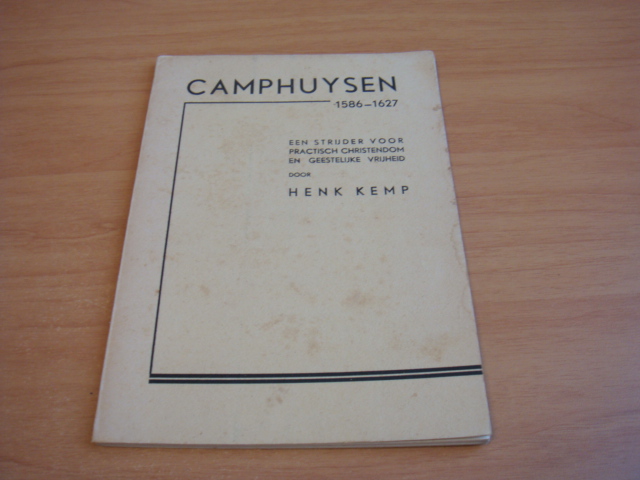 CAMPHUYSEN
1586-1627
EEN STRIJDER VOOR
PRACTISCH CHRISTENDOM
EN GEESTELIJKE VRIJHEID
DOOR
HENK KEMP